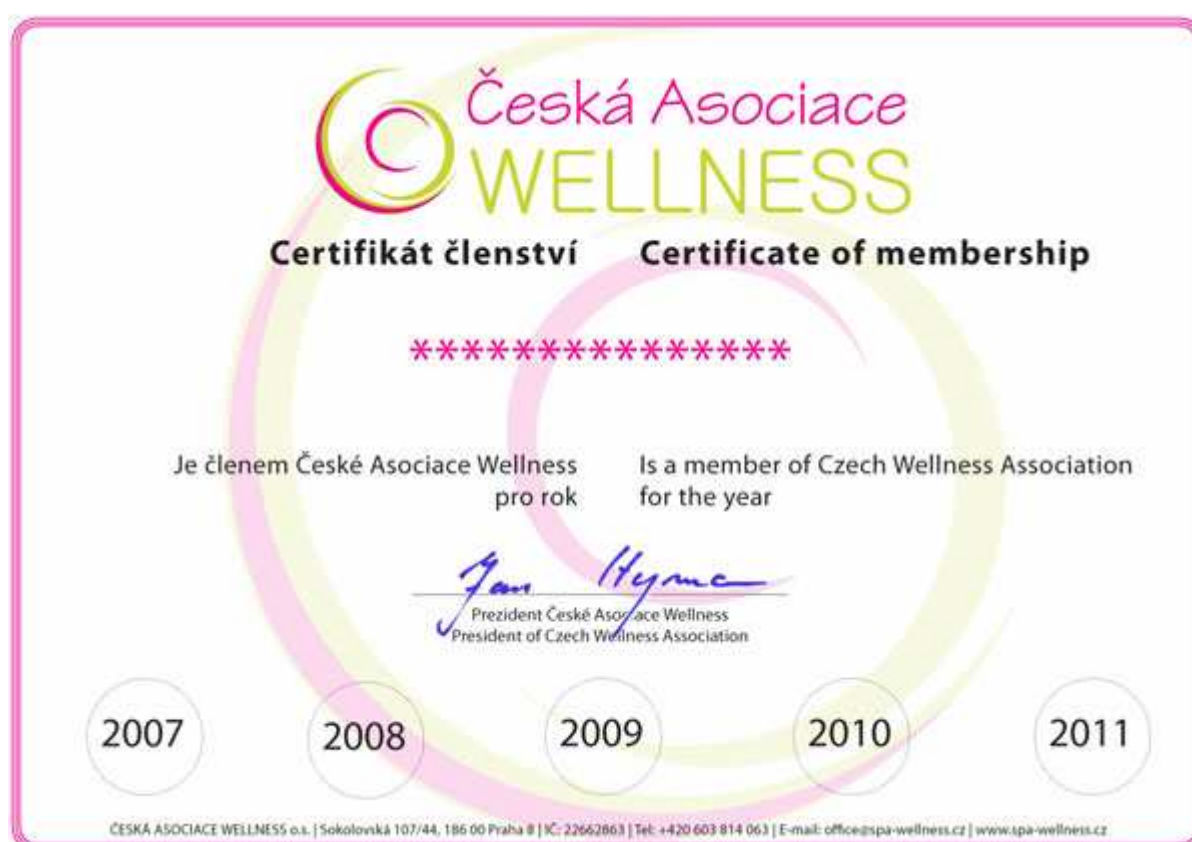 Česká Asociace
WELLNESS
Certifikát členství Certificate of membership
***************
Je členem České Asociace Wellness
pro rok
Is a member of Czech Wellness Association
for the year
Jan Hyrma
Prezident České Asociace Wellness
President of Czech Wellness Association
2007 2008 2009 2010 2011
ČESKÁ ASOCIACE WELLNESS o.s. | Sokolovská 107/44, 186 00 Praha 8 | IČ: 22662863 | Tel: +420 603 814 063 | E-mail: office@spa-wellness.cz | www.spa-wellness.cz